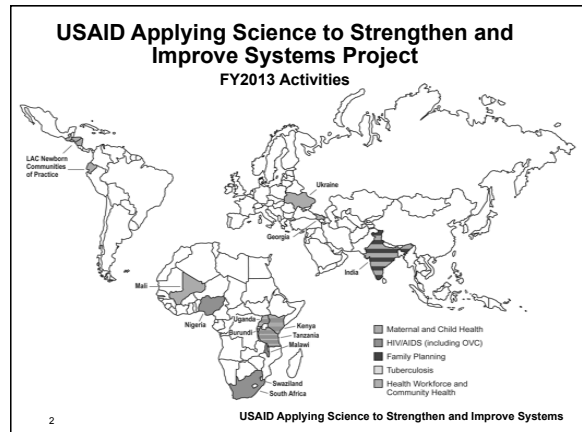 USAID Applying Science to Strengthen and
Improve Systems Project
FY2013 Activities
LAC Newborn
Communities
of Practice
Ukraine
Georgia
India
Mali
Nigeria
Uganda
Burundi
Kenya
Tanzania
Malawi
Swaziland
South Africa
Maternal and Child Health
HIV/AIDS (including OVC)
Family Planning
Tuberculosis
Health Workforce and
Community Health
2
USAID Applying Science to Strengthen and Improve Systems